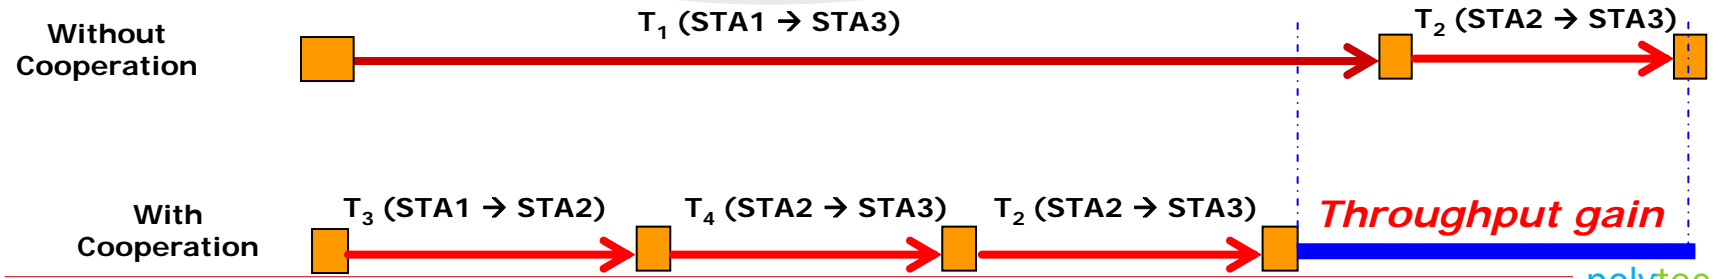 Without
Cooperation
T₁ (STA1 → STA3)
T₂ (STA2 → STA3)
With
Cooperation
T₃ (STA1 → STA2)
T₄ (STA2 → STA3)
T₂ (STA2 → STA3)
Throughput gain